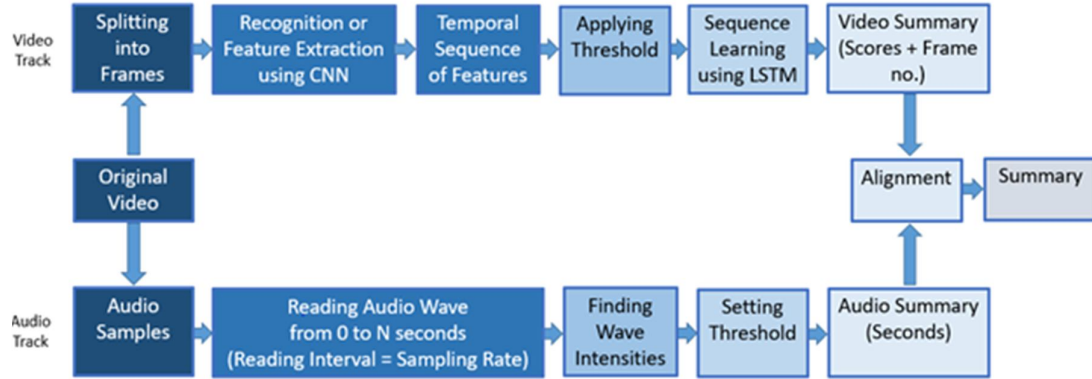 Video
Track
Splitting
into
Frames
Recognition or
Feature Extraction
using CNN
Temporal
Sequence
of Features
Applying
Threshold
Sequence
Learning
using LSTM
Video Summary
(Scores + Frame
no.)
Original
Video
Alignment
Summary
Audio
Track
Audio
Samples
Reading Audio Wave
from 0 to N seconds
(Reading Interval = Sampling Rate)
Finding
Wave
Intensities
Setting
Threshold
Audio Summary
(Seconds)